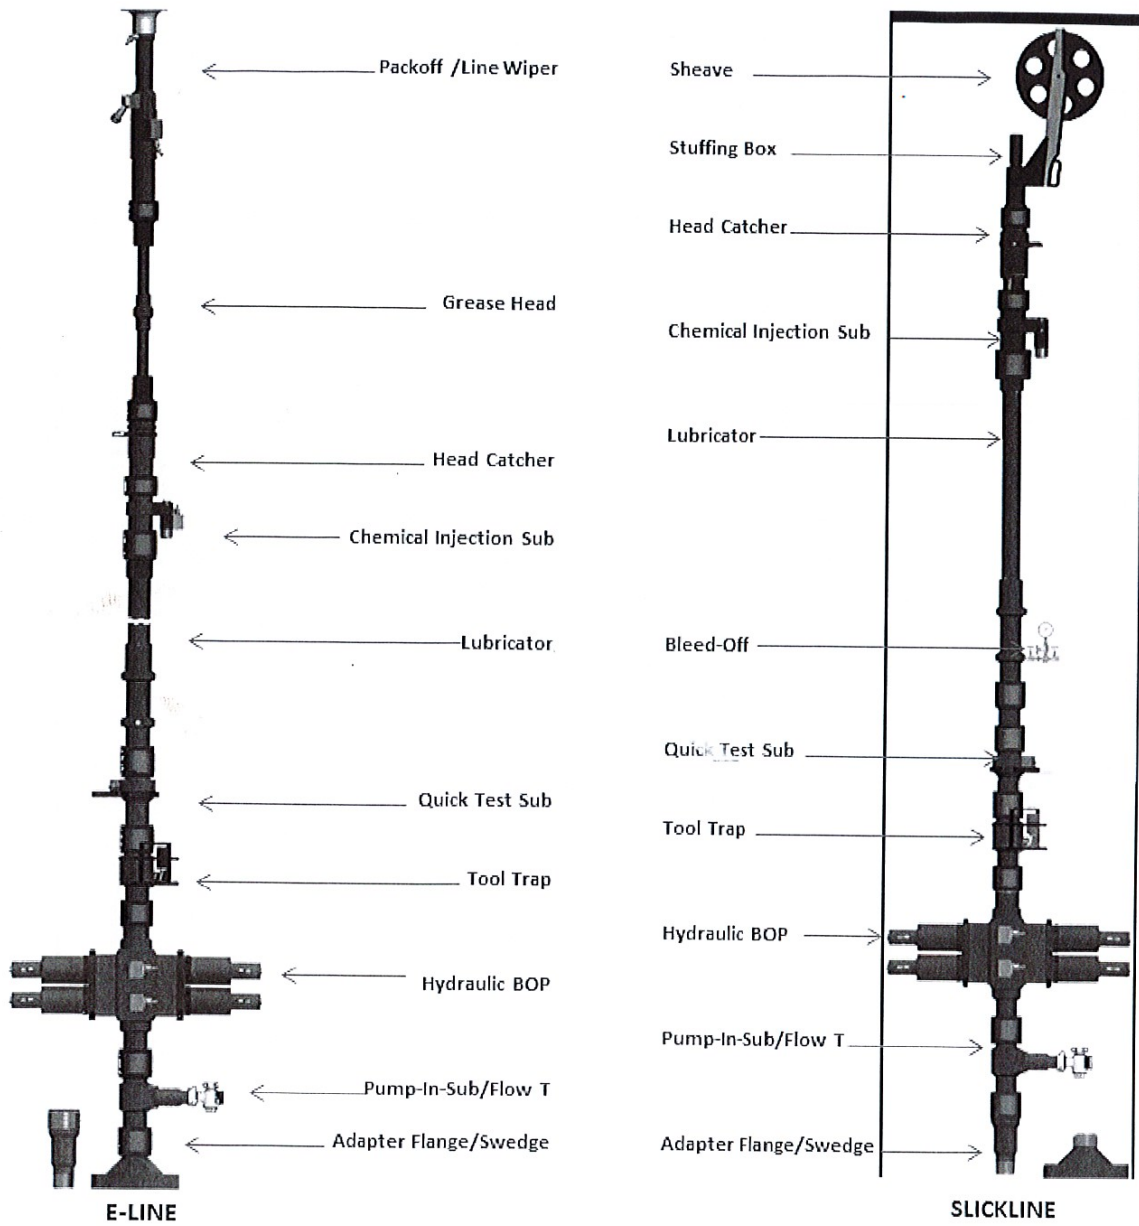 Packoff /Line Wiper
Grease Head
Head Catcher
Chemical Injection Sub
Lubricator
Quick Test Sub
Tool Trap
Hydraulic BOP
Pump-In-Sub/Flow T
Adapter Flange/Swedge
E-LINE
Sheave
Stuffing Box
Head Catcher
Chemical Injection Sub
Lubricator
Bleed-Off
Quick Test Sub
Tool Trap
Hydraulic BOP
Pump-In-Sub/Flow T
Adapter Flange/Swedge
SLICKLINE